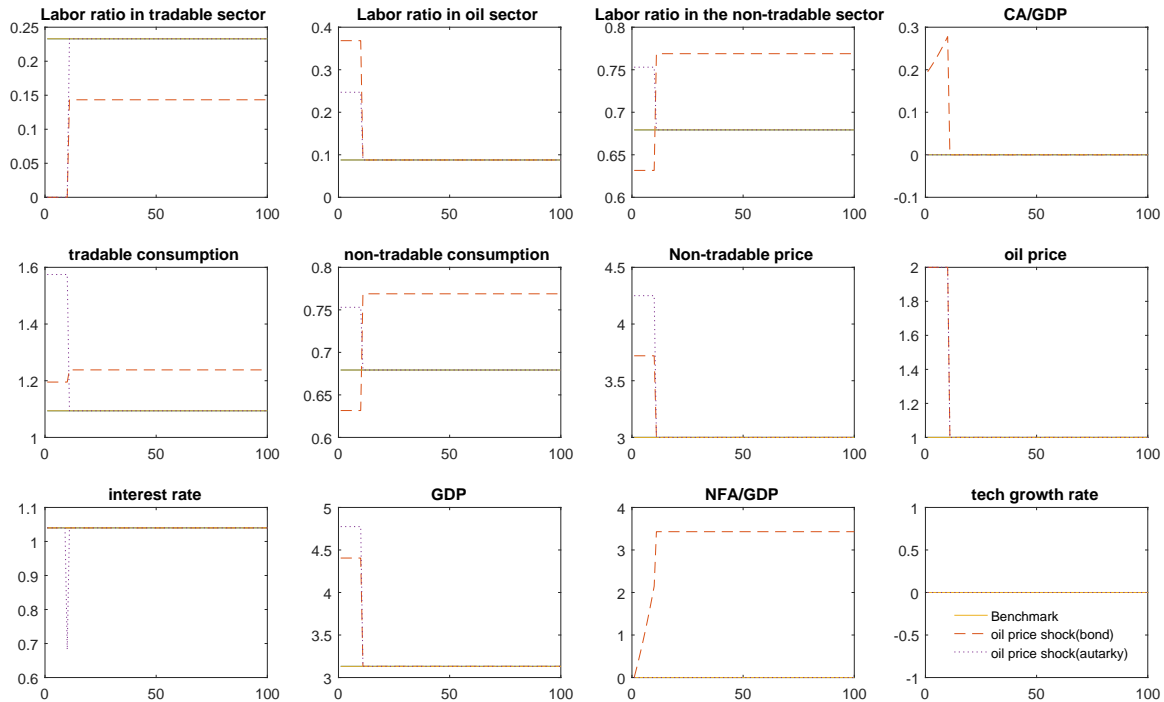 Labor ratio in tradable sector
0.25
0.2
0.15
0.1
0.05
0
0 50 100
Labor ratio in oil sector
0.4
0.3
0.2
0.1
0
0 50 100
Labor ratio in the non-tradable sector
0.8
0.75
0.7
0.65
0.6
0 50 100
CA/GDP
0.3
0.2
0.1
0
-0.1
0 50 100
tradable consumption
1.6
1.4
1.2
1
0 50 100
non-tradable consumption
0.8
0.75
0.7
0.65
0.6
0 50 100
Non-tradable price
4.5
4
3.5
3
0 50 100
oil price
2
1.8
1.6
1.4
1.2
1
0 50 100
interest rate
1.1
1
0.9
0.8
0.7
0.6
0 50 100
GDP
5
4.5
4
3.5
3
0 50 100
NFA/GDP
4
3
2
1
0
0 50 100
tech growth rate
1
0.5
0
-0.5
-1
0 50 100
Benchmark
oil price shock(bond)
oil price shock(autarky)